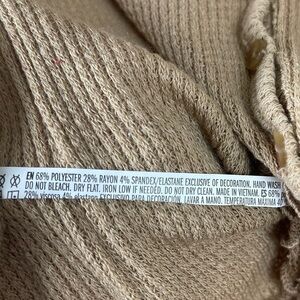 EN 68% POLYESTER 28% RAYON 4% SPANDEX/ELASTANE EXCLUSIVE OF DECORATION. HAND WASH
DO NOT BLEACH. DRY FLAT. IRON LOW IF NEEDED. DO NOT DRY CLEAN. MADE IN VIETNAM. ES 68%
28% viscosa 4% elastano EXCLUSIVO PARA DECORACIÓN. LAVAR A MANO. TEMPERATURA MAXIMA